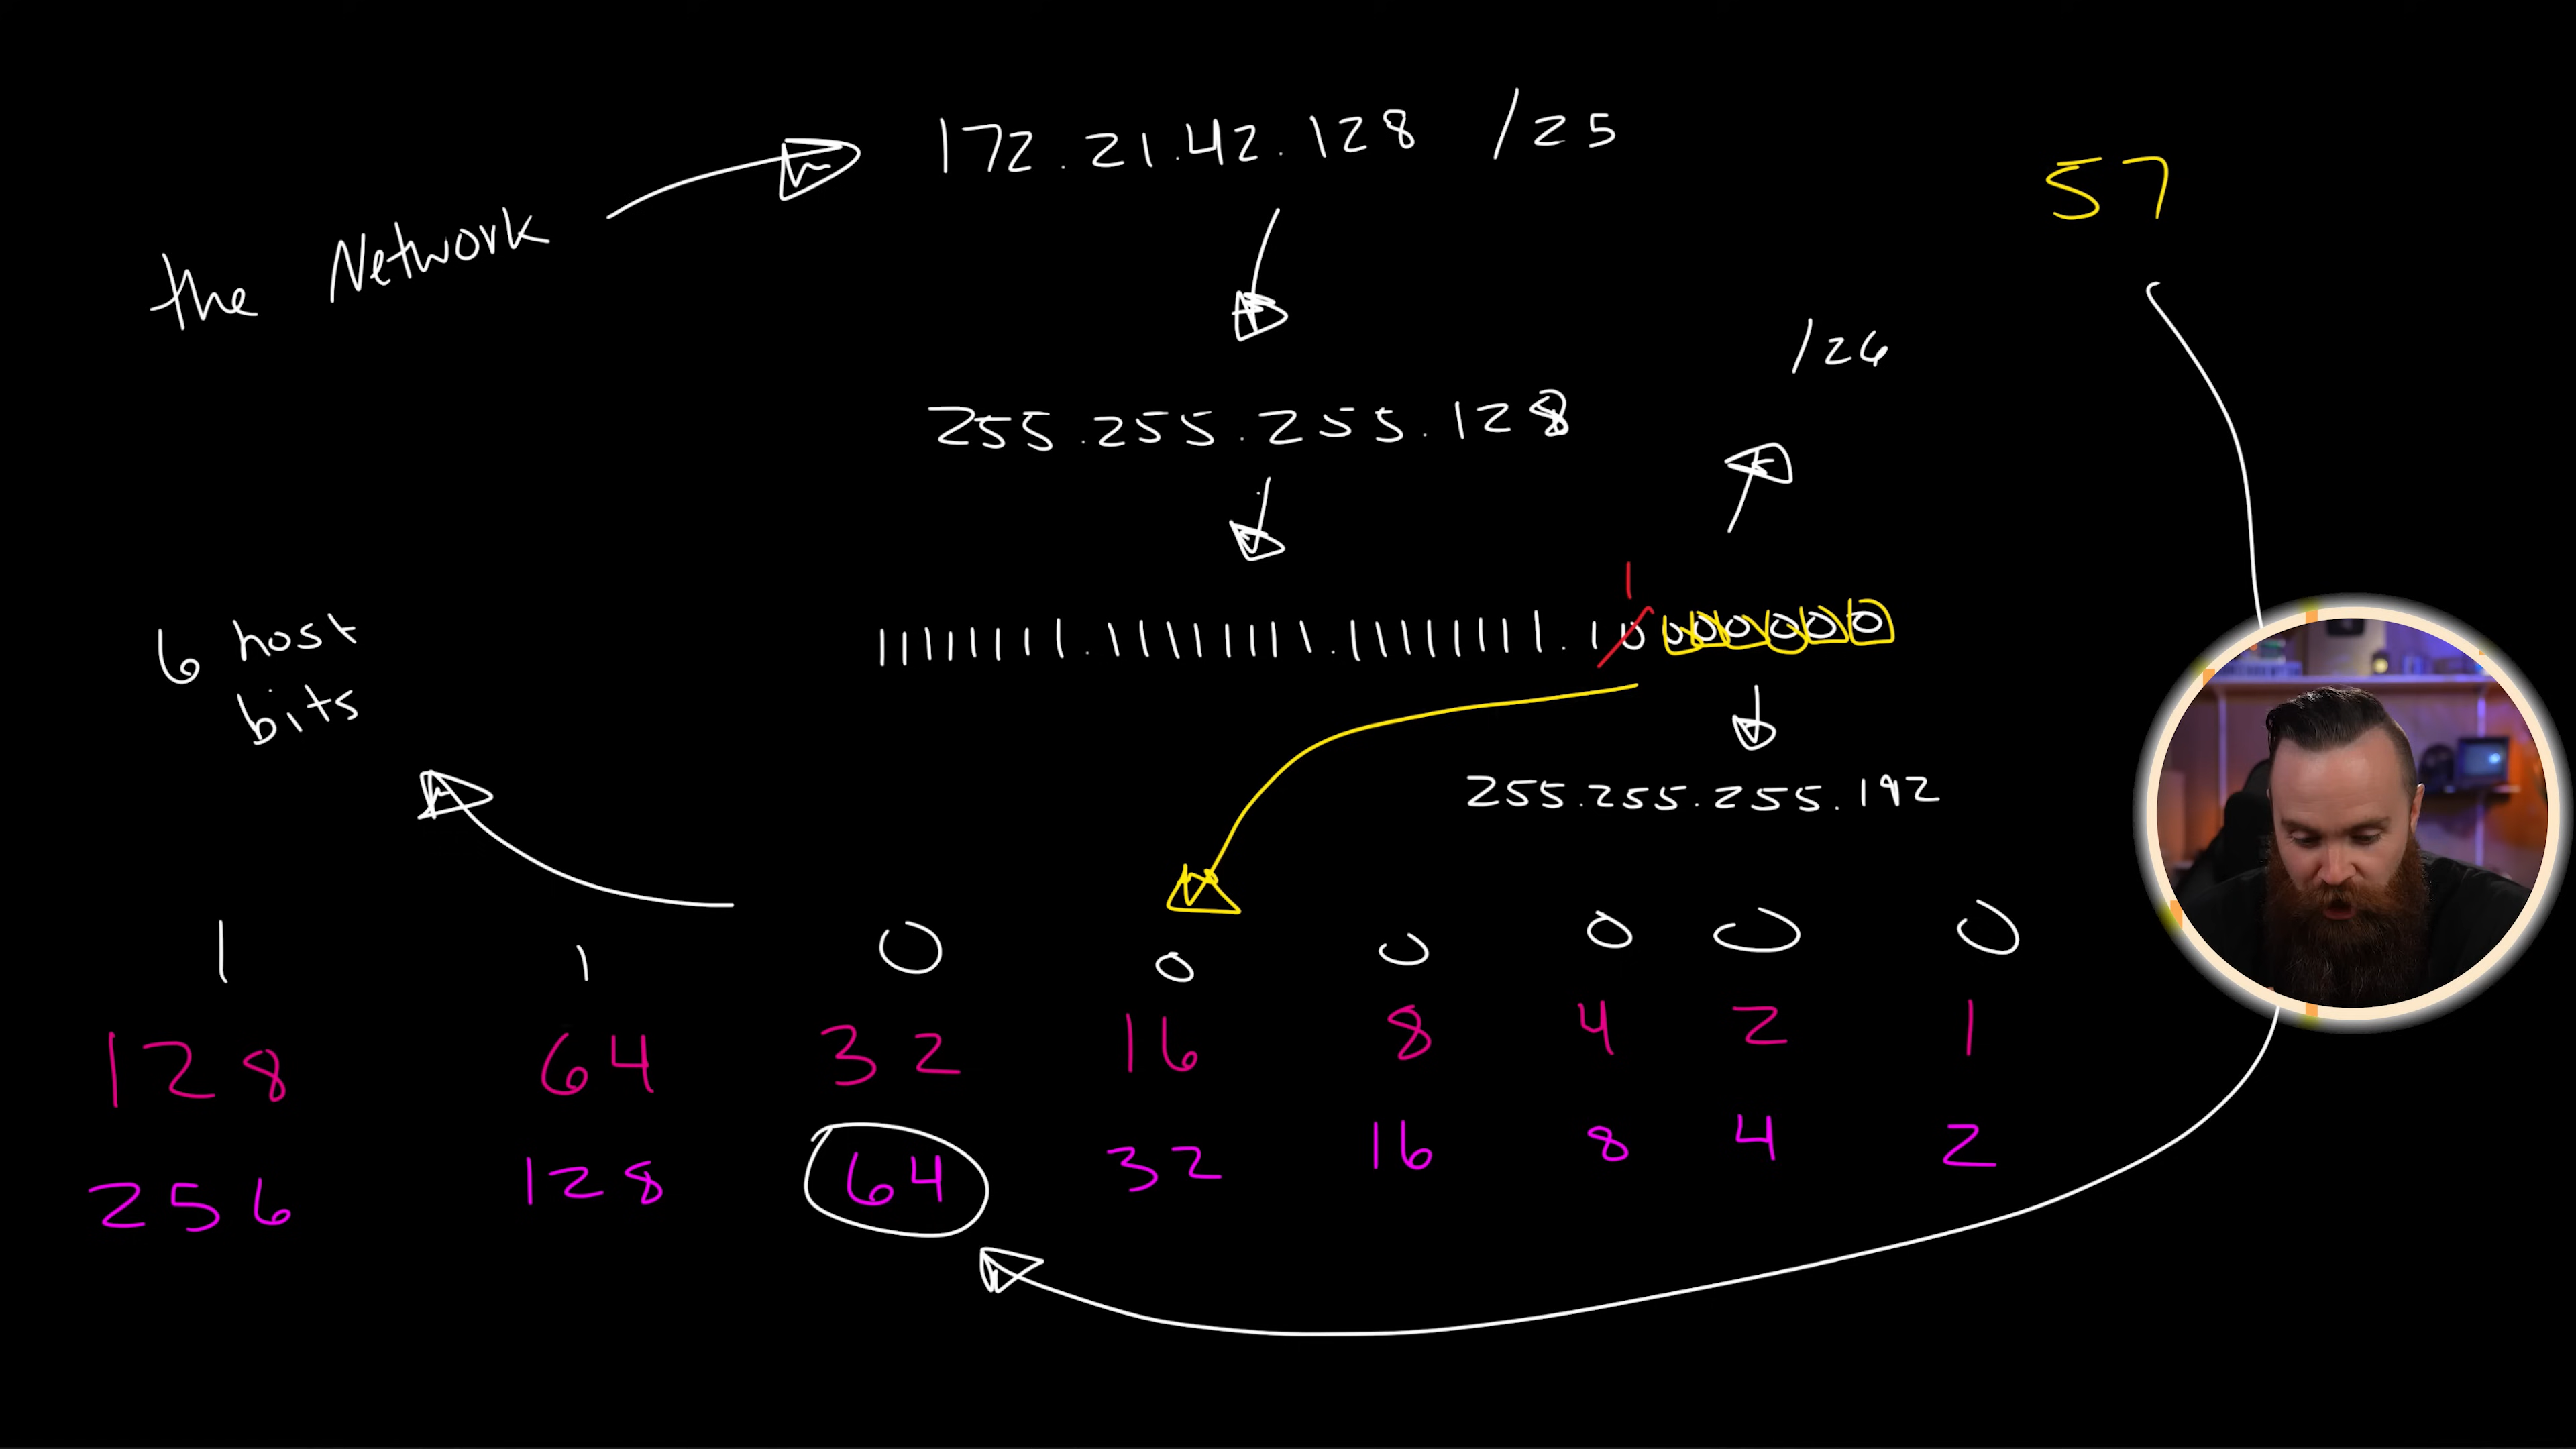 172.21.42.128 /25
57
the Network
/26
255.255.255.128
1
11111111.11111111.11111111.10000000
6 host
bits
255.255.255.192
1 1 0 0 0 0 0 0
128 64 32 16 8 4 2 1
256 128 64 32 16 8 4 2